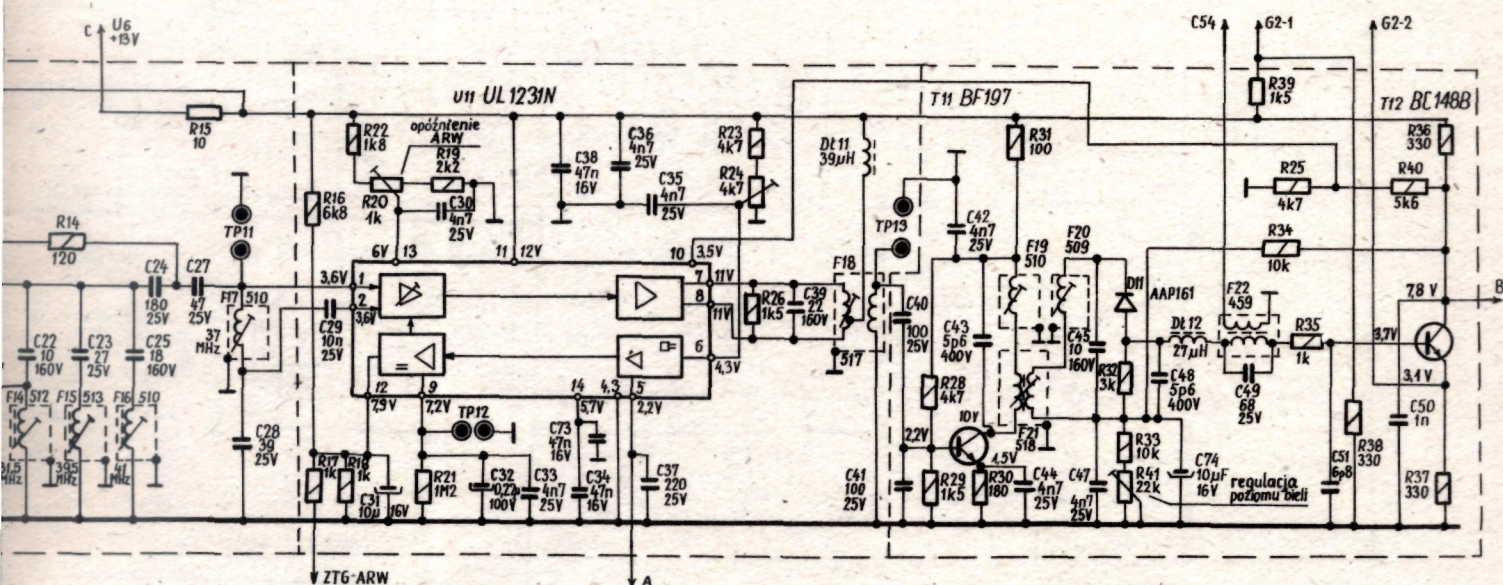 C
U6
+13V
R15
10
R14
120
C24
180
25V
C27
47
25V
TP11
F17
510
37
MHz
C22
10
160V
C23
27
25V
C25
18
160V
F14
512
31,5
MHz
F15
513
39,5
MHz
F16
510
41
MHz
C28
39
25V
U11 UL1231N
R22
1k8
opóźnienie
ARW
R19
2k2
R20
1k
C30
4n7
25V
R16
6k8
C38
47n
16V
C36
4n7
25V
C35
4n7
25V
R23
4k7
R24
4k7
6V
13
11
12V
10
3,5V
3,6V
1
2
3,6V
C29
10n
25V
7
11V
8
11V
6
4,3V
12
7,9V
9
7,2V
14
5,7V
4.3
5
2,2V
TP12
R17
1k
R18
1k
C31
10µ
16V
R21
1M2
C32
0,22µ
100V
C33
4n7
25V
C73
47n
16V
C34
47n
16V
C37
220
25V
ZTG-ARW
A
R26
1k5
C39
22
160V
F18
517
Dł11
39µH
TP13
C40
100
25V
C41
100
25V
T11 BF197
C42
4n7
25V
R31
100
C43
5p6
400V
F19
510
F20
509
C45
10
160V
R28
4k7
10V
2,2V
1,5V
F21
518
R29
1k5
R30
180
C44
4n7
25V
C47
4n7
25V
D11
AAP161
R32
3k
R33
10k
R41
22k
C74
10µF
16V
regulacja
poziomu bieli
Dł12
27µH
C48
5p6
400V
F22
459
C49
68
25V
R35
1k
C54
G2-1
G2-2
R39
1k5
T12 BC148B
R36
330
R25
4k7
R40
5k6
R34
10k
7,8 V
B
3,7V
3,1 V
C50
1n
C51
6p8
R38
330
R37
330